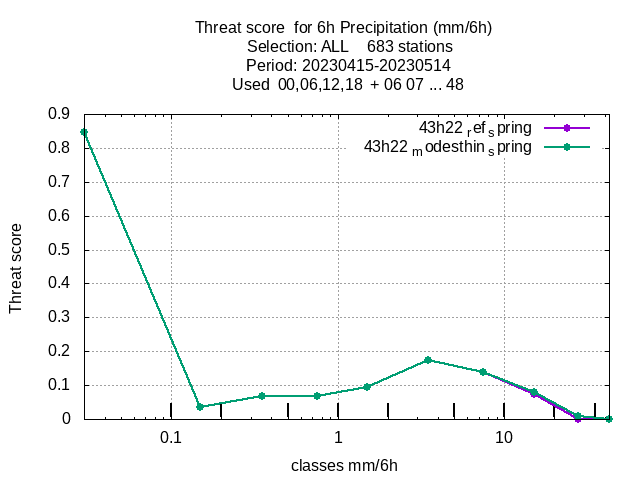 Threat score  for 6h Precipitation (mm/6h)
Selection: ALL    683 stations
Period: 20230415-20230514
Used  00,06,12,18  + 06 07 ... 48
0.9
43h22 ref spring
0.8
43h22 modesthin spring
0.7
0.6
0.5
0.4
0.3
0.2
0.1
0
Threat score
0.1 1 10
classes mm/6h